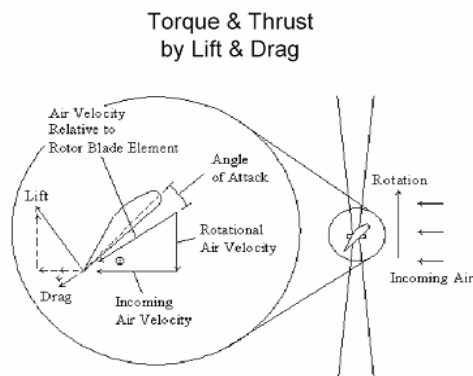 Torque & Thrust
by Lift & Drag
Air Velocity
Relative to
Rotor Blade Element
Angle
of Attack
Lift
Rotational
Air Velocity
Φ
Drag
Incoming
Air Velocity
Rotation
Incoming Air